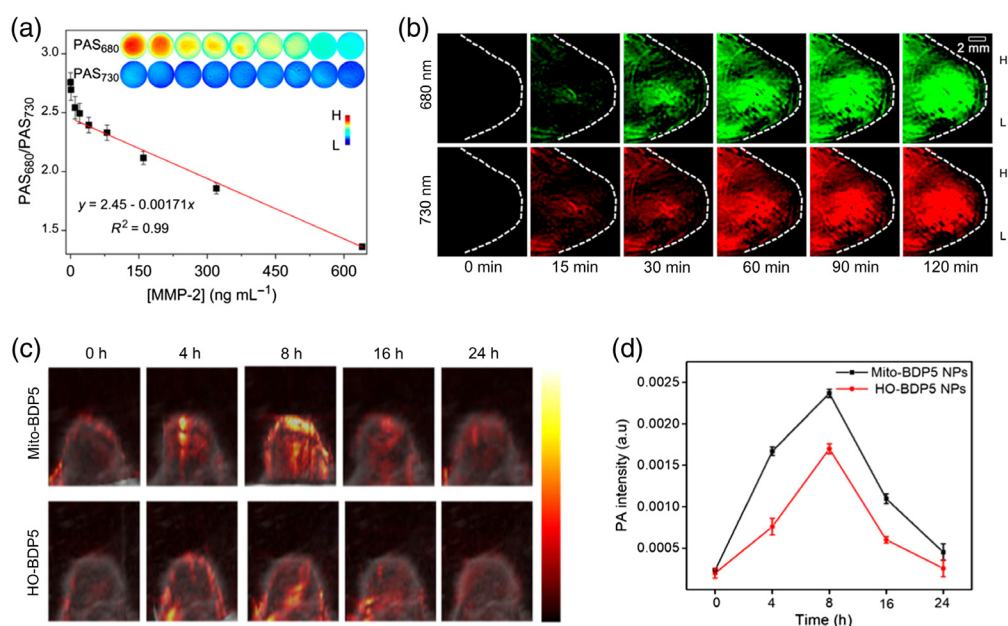 (a)
3.0
2.5
2.0
1.5
PAS680/PAS730
PAS680
PAS730
H
L
y = 2.45 - 0.00171x
R² = 0.99
0 150 300 450 600
[MMP-2] (ng mL⁻¹)
(b)
680 nm
730 nm
2 mm
H
L
H
L
0 min 15 min 30 min 60 min 90 min 120 min
(c)
0 h 4 h 8 h 16 h 24 h
Mito-BDP5
HO-BDP5
(d)
Mito-BDP5 NPs
HO-BDP5 NPs
0.0025
0.0020
0.0015
0.0010
0.0005
PA intensity (a.u)
0 4 8 16 24
Time (h)